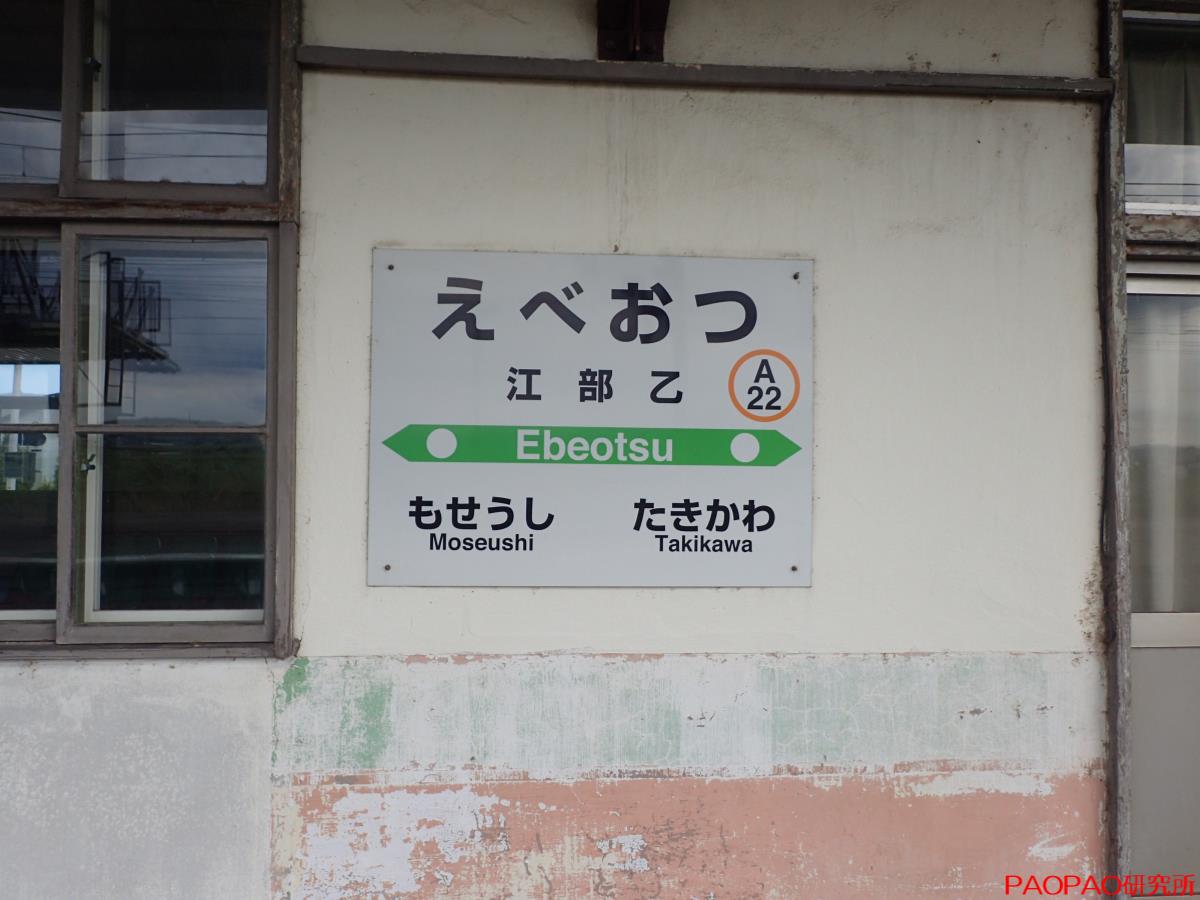 えべおつ
江部乙
A
22
Ebeotsu
もせうし たきかわ
Moseushi Takikawa
PAOPAO研究所